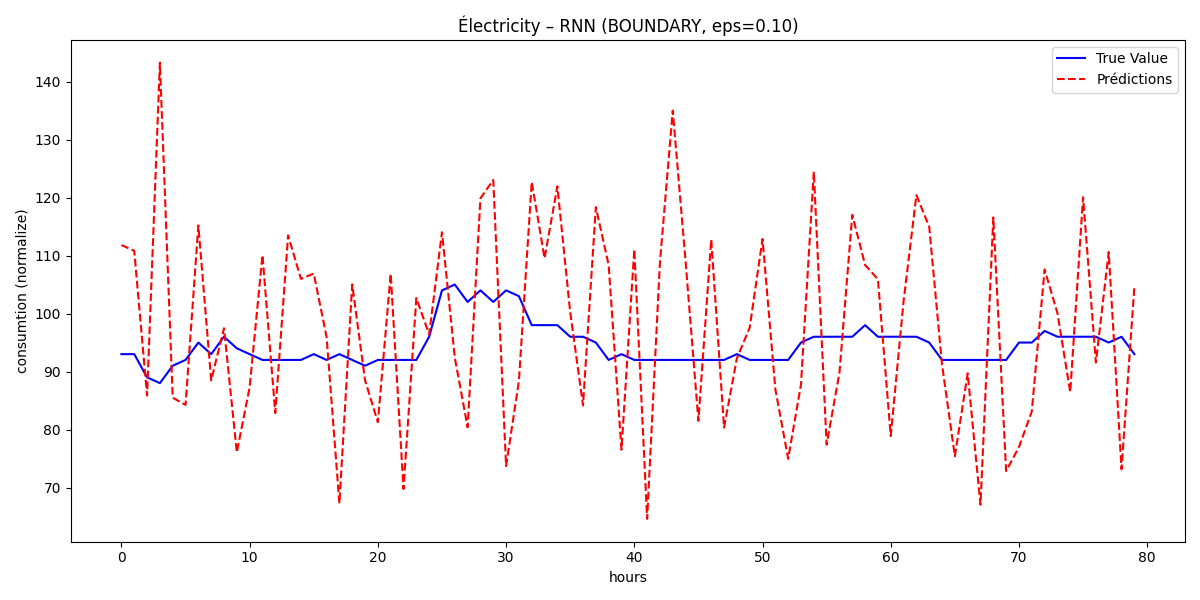 Électricity – RNN (BOUNDARY, eps=0.10)
True Value
Prédictions
consumtion (normalize)
140
130
120
110
100
90
80
70
0 10 20 30 40 50 60 70 80
hours